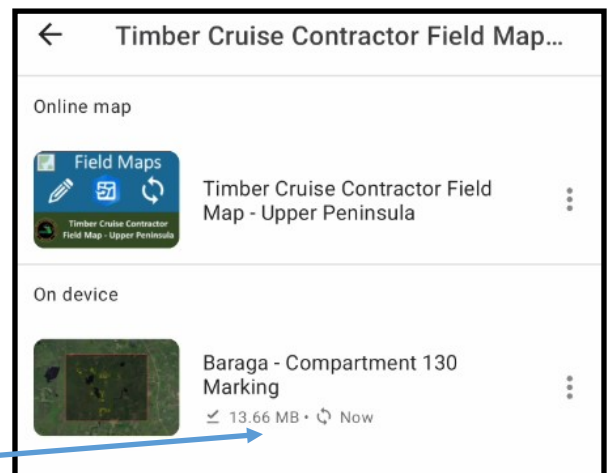 Timber Cruise Contractor Field Map...
Online map
Field Maps
Timber Cruise Contractor
Field Map - Upper Peninsula
Timber Cruise Contractor Field
Map - Upper Peninsula
On device
Baraga - Compartment 130
Marking
13.66 MB • Now